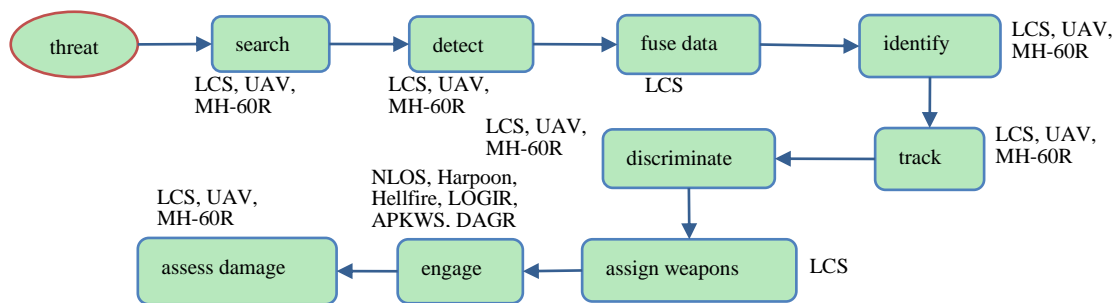 threat
search
LCS, UAV,
MH-60R
detect
LCS, UAV,
MH-60R
fuse data
LCS
identify
LCS, UAV,
MH-60R
track
LCS, UAV,
MH-60R
discriminate
LCS, UAV,
MH-60R
assign weapons
LCS
engage
NLOS, Harpoon,
Hellfire, LOGIR,
APKWS, DAGR
assess damage
LCS, UAV,
MH-60R